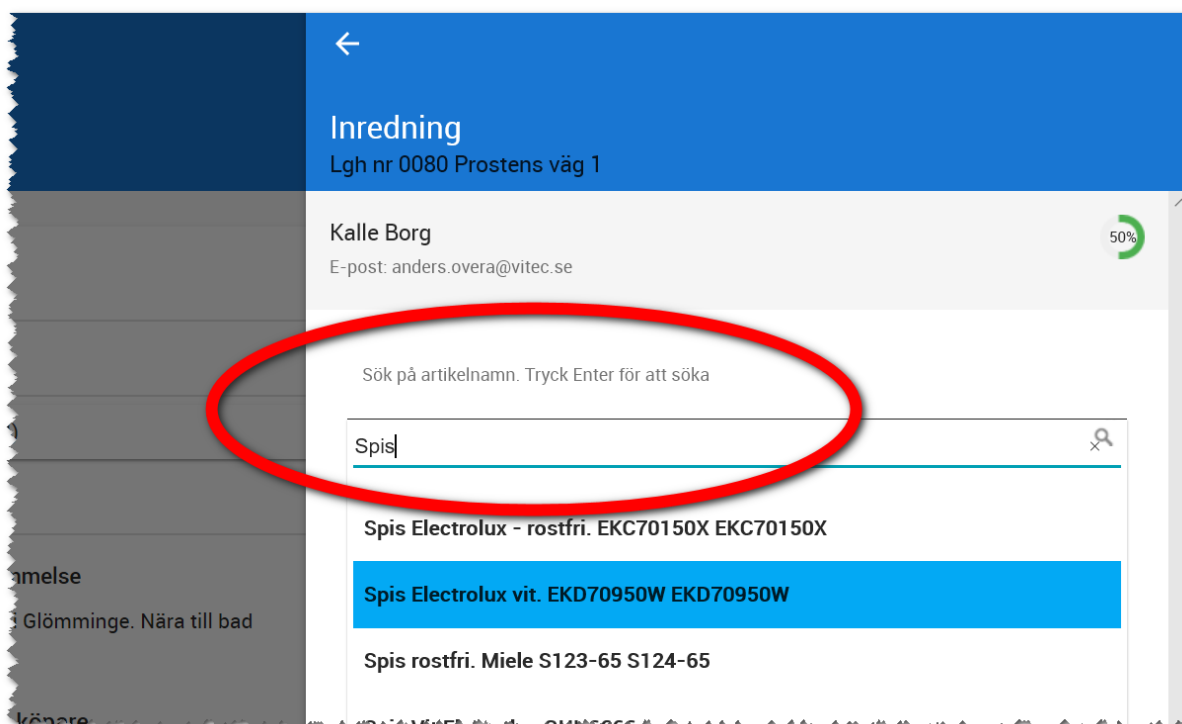 Inredning
Lgh nr 0080 Prostens väg 1
Kalle Borg
50%
E-post: anders.overa@vitec.se
Sök på artikelnamn. Tryck Enter för att söka
Spis
Spis Electrolux - rostfri. EKC70150X EKC70150X
Spis Electrolux vit. EKD70950W EKD70950W
Spis rostfri. Miele S123-65 S124-65
nmelse
i Glömminge. Nära till bad
köpare